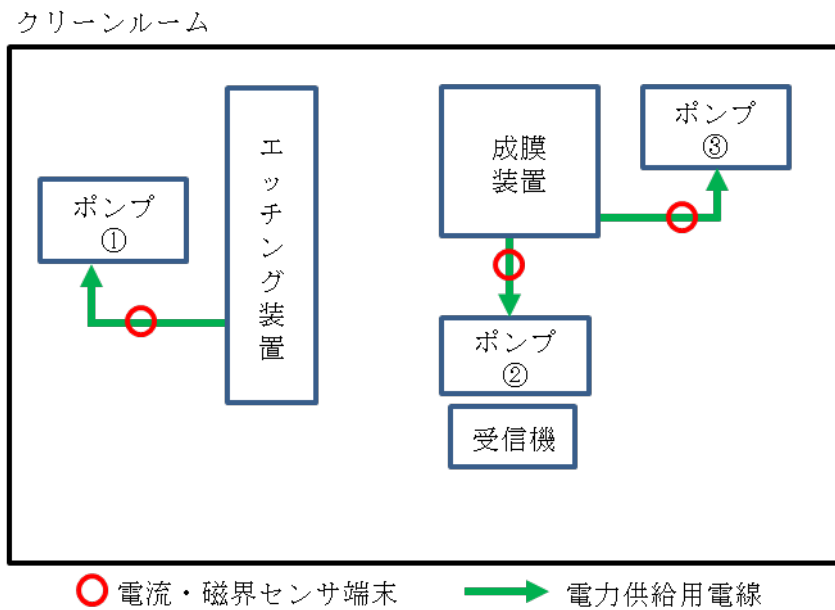 クリーンルーム
ポンプ
①
エッチング装置
成膜
装置
ポンプ
③
ポンプ
②
受信機
電流・磁界センサ端末
電力供給用電線